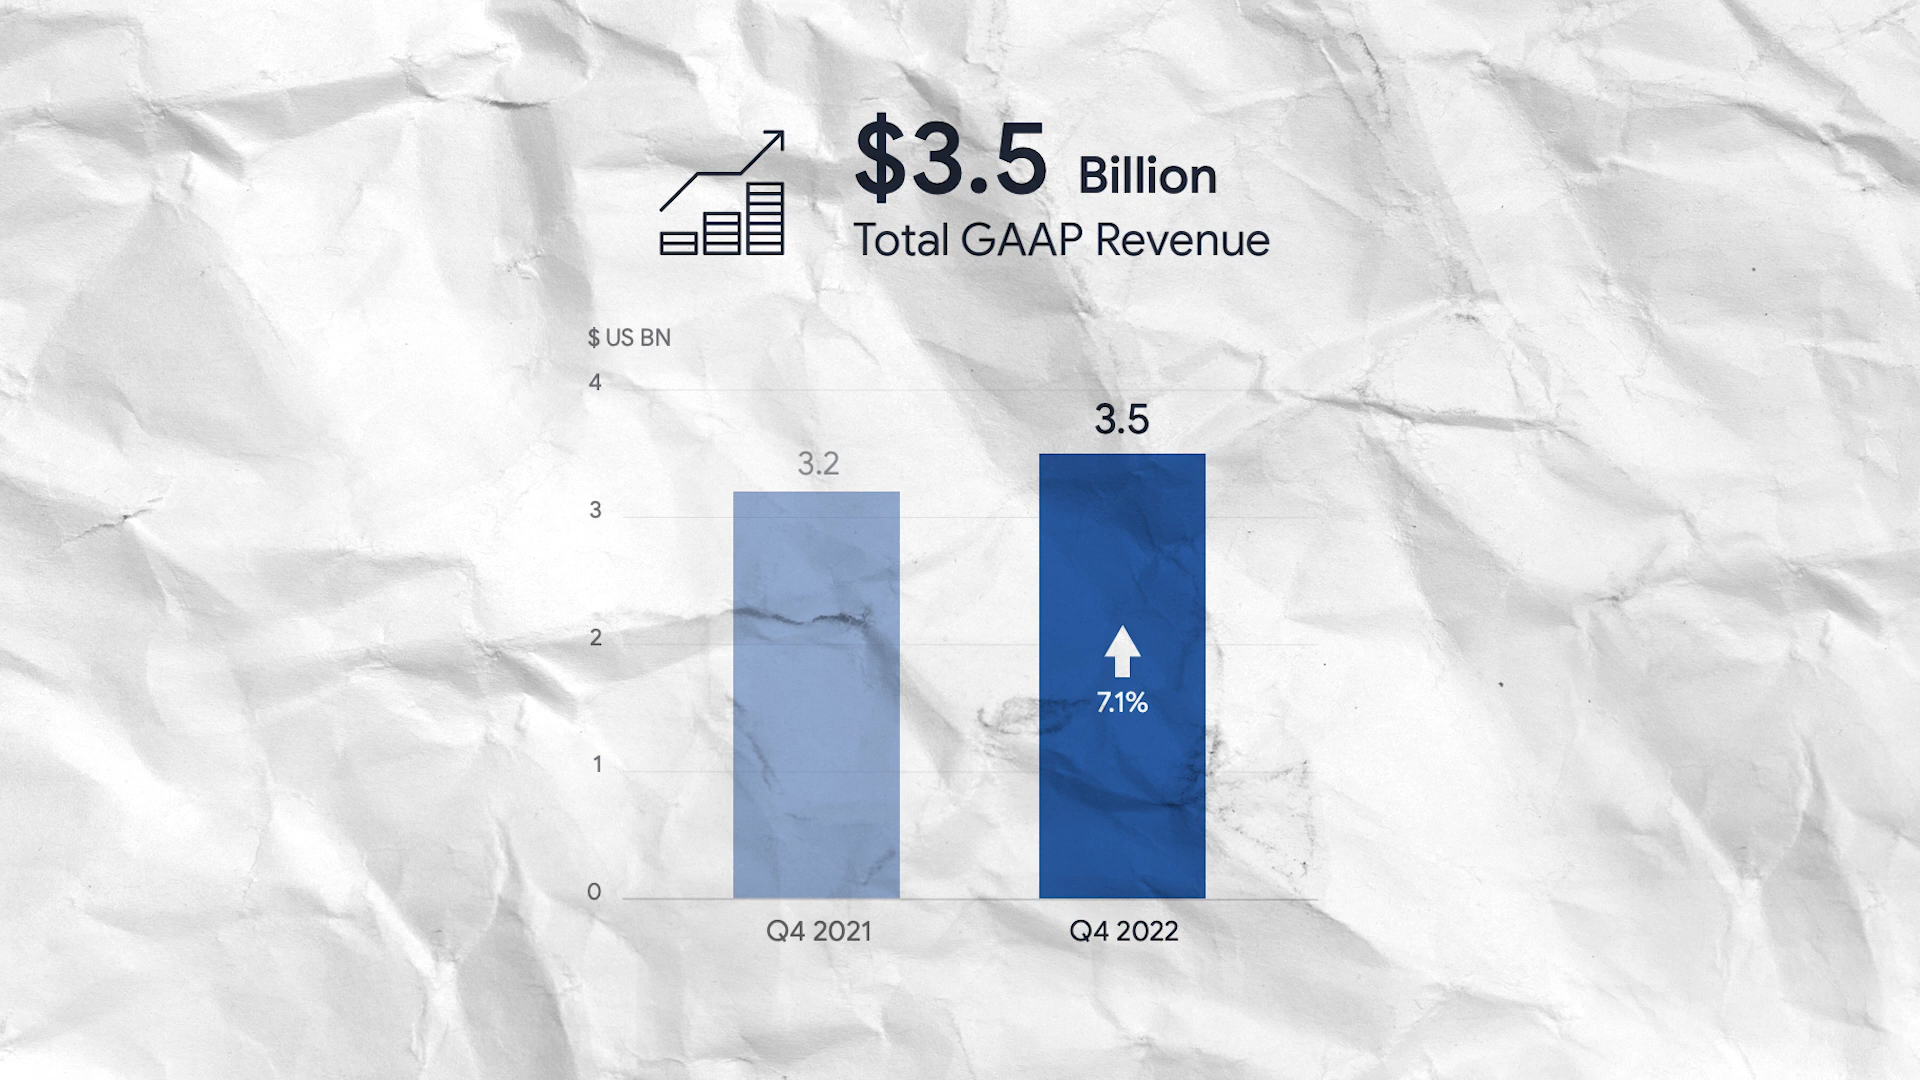 $3.5 Billion
Total GAAP Revenue
$ US BN
4
3.5
3.2
3
2
7.1%
1
0
Q4 2021 Q4 2022